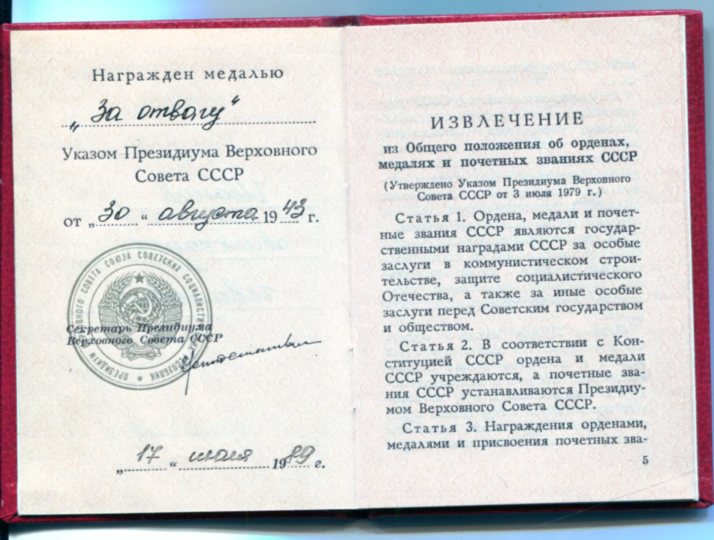 Награжден медалью
„За отвагу“
Указом Президиума Верховного
Совета СССР
от „30“ августа 1943 г.
Секретарь Президиума
Верховного Совета СССР
„17“ июля 1989 г.
ИЗВЛЕЧЕНИЕ
из Общего положения об орденах,
медалях и почетных званиях СССР
(Утверждено Указом Президиума Верховного
Совета СССР от 3 июля 1979 г.)
Статья 1. Ордена, медали и почет-
ные звания СССР являются государ-
ственными наградами СССР за особые
заслуги в коммунистическом строи-
тельстве, защите социалистического
Отечества, а также за иные особые
заслуги перед Советским государством
и обществом.
Статья 2. В соответствии с Кон-
ституцией СССР ордена и медали
СССР учреждаются, а почетные зва-
ния СССР устанавливаются Президиу-
мом Верховного Совета СССР.
Статья 3. Награждения орденами,
медалями и присвоения почетных зва-
5